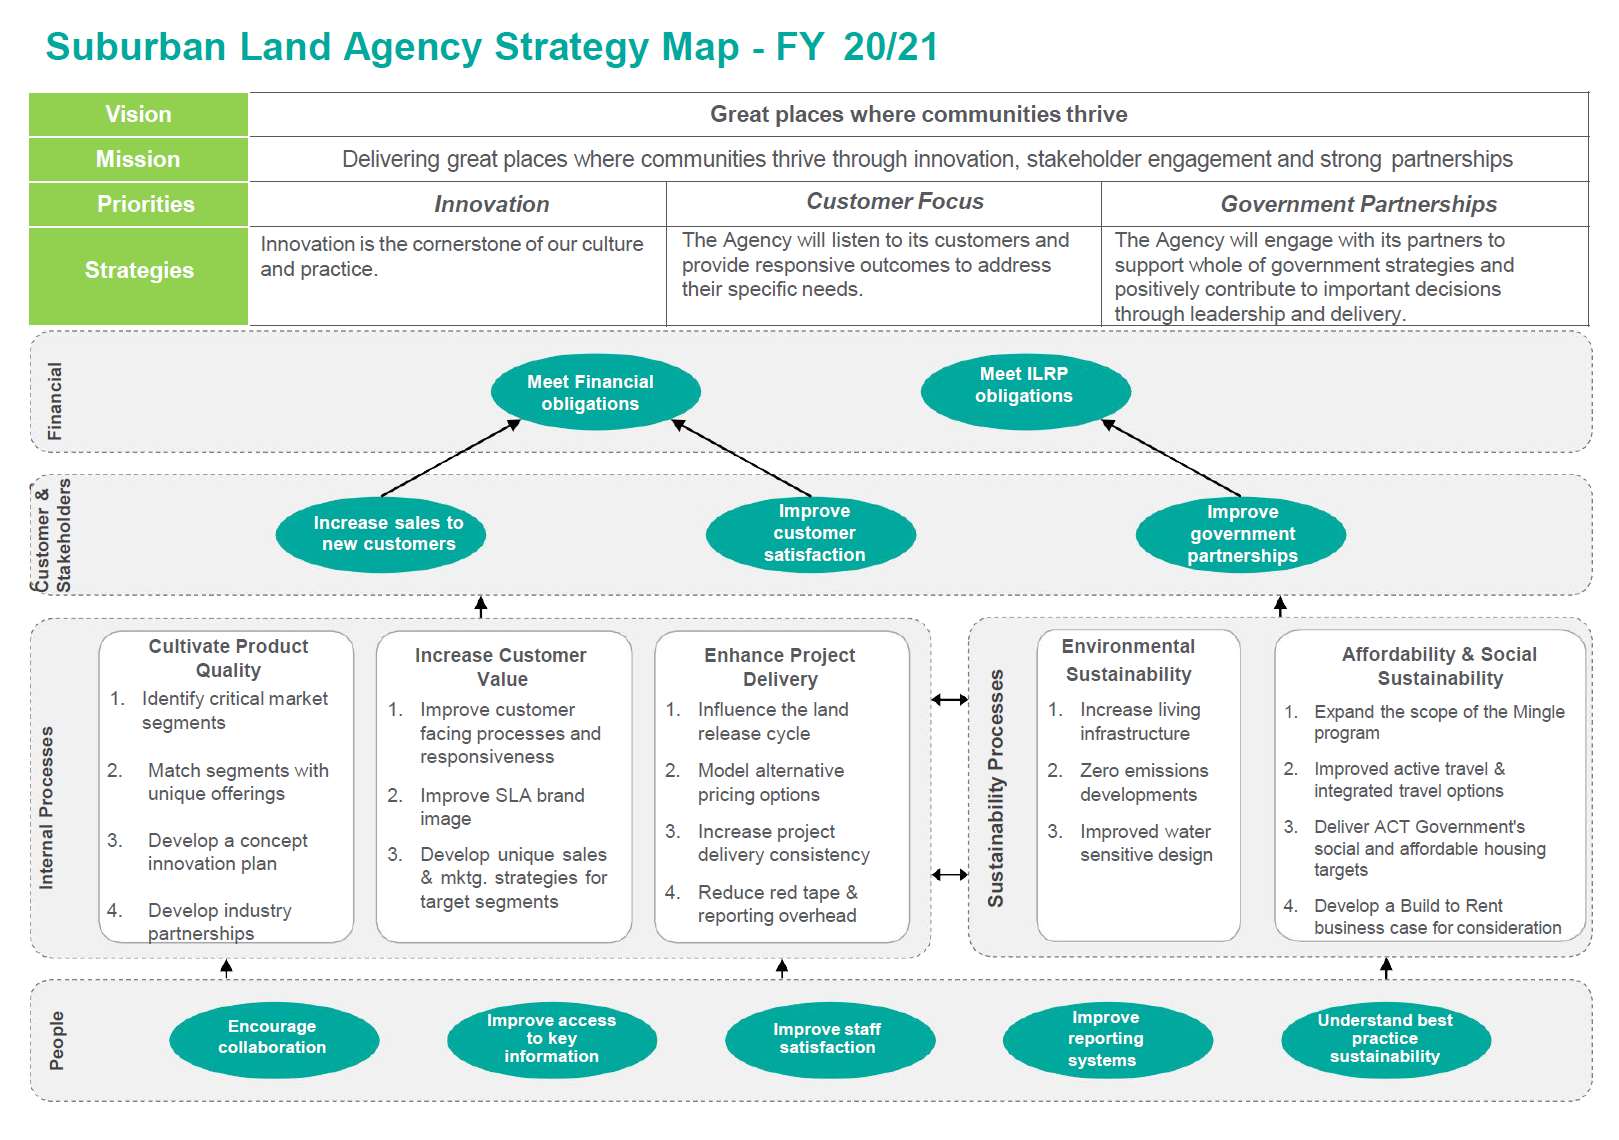 Suburban Land Agency Strategy Map - FY 20/21
Vision
Great places where communities thrive
Mission
Delivering great places where communities thrive through innovation, stakeholder engagement and strong partnerships
Priorities
Innovation
Customer Focus
Government Partnerships
Strategies
Innovation is the cornerstone of our culture
and practice.
The Agency will listen to its customers and
provide responsive outcomes to address
their specific needs.
The Agency will engage with its partners to
support whole of government strategies and
positively contribute to important decisions
through leadership and delivery.
Financial
Meet Financial
obligations
Meet ILRP
obligations
Customer &
Stakeholders
Increase sales to
new customers
Improve
customer
satisfaction
Improve
government
partnerships
Internal Processes
Cultivate Product
Quality
1. Identify critical market
segments
2. Match segments with
unique offerings
3. Develop a concept
innovation plan
4. Develop industry
partnerships
Increase Customer
Value
1. Improve customer
facing processes and
responsiveness
2. Improve SLA brand
image
3. Develop unique sales
& mktg. strategies for
target segments
Enhance Project
Delivery
1. Influence the land
release cycle
2. Model alternative
pricing options
3. Increase project
delivery consistency
4. Reduce red tape &
reporting overhead
Sustainability Processes
Environmental
Sustainability
1. Increase living
infrastructure
2. Zero emissions
developments
3. Improved water
sensitive design
Affordability & Social
Sustainability
1. Expand the scope of the Mingle
program
2. Improved active travel &
integrated travel options
3. Deliver ACT Government's
social and affordable housing
targets
4. Develop a Build to Rent
business case for consideration
People
Encourage
collaboration
Improve access
to key
information
Improve staff
satisfaction
Improve
reporting
systems
Understand best
practice
sustainability